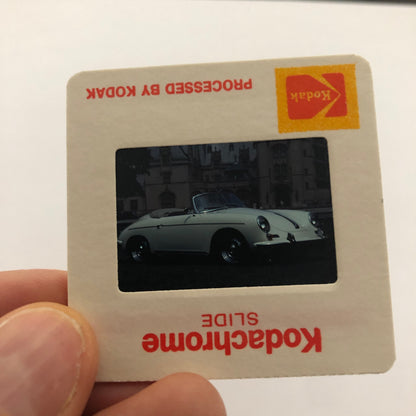 Kodachrome
SLIDE
Kodak
PROCESSED BY KODAK